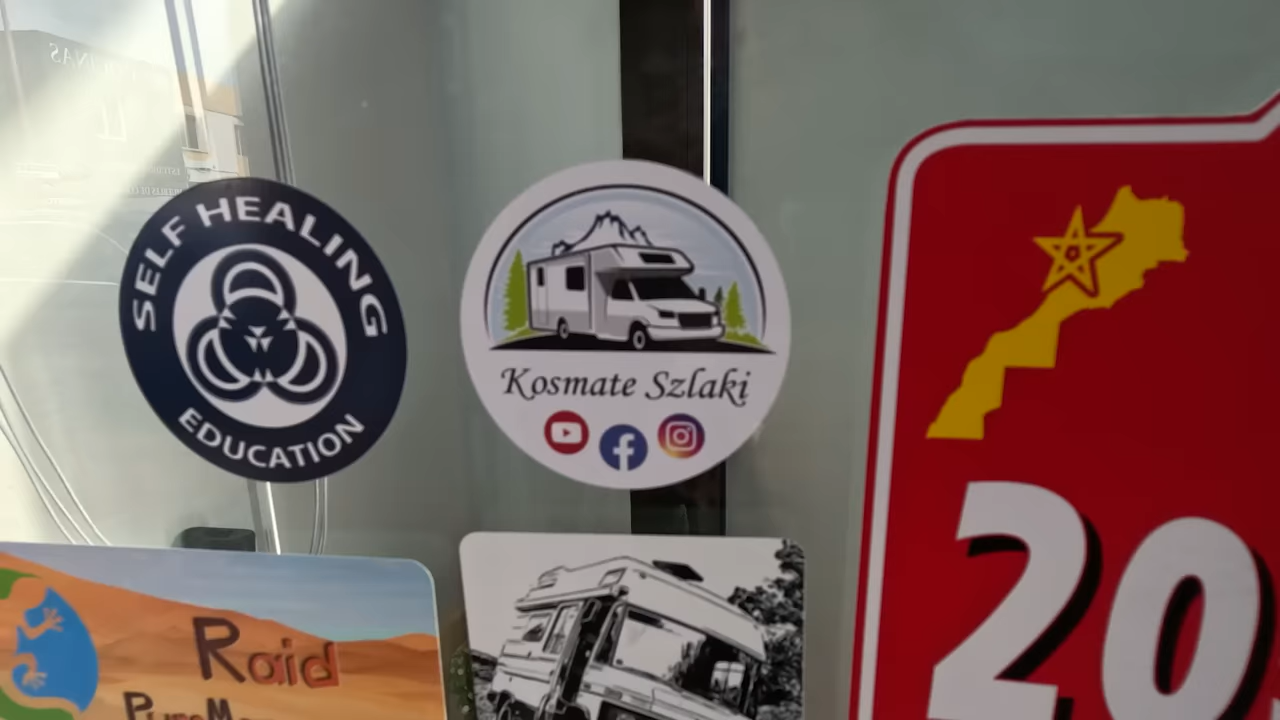 SELF HEALING
EDUCATION
Kosmate Szlaki
Raid
20